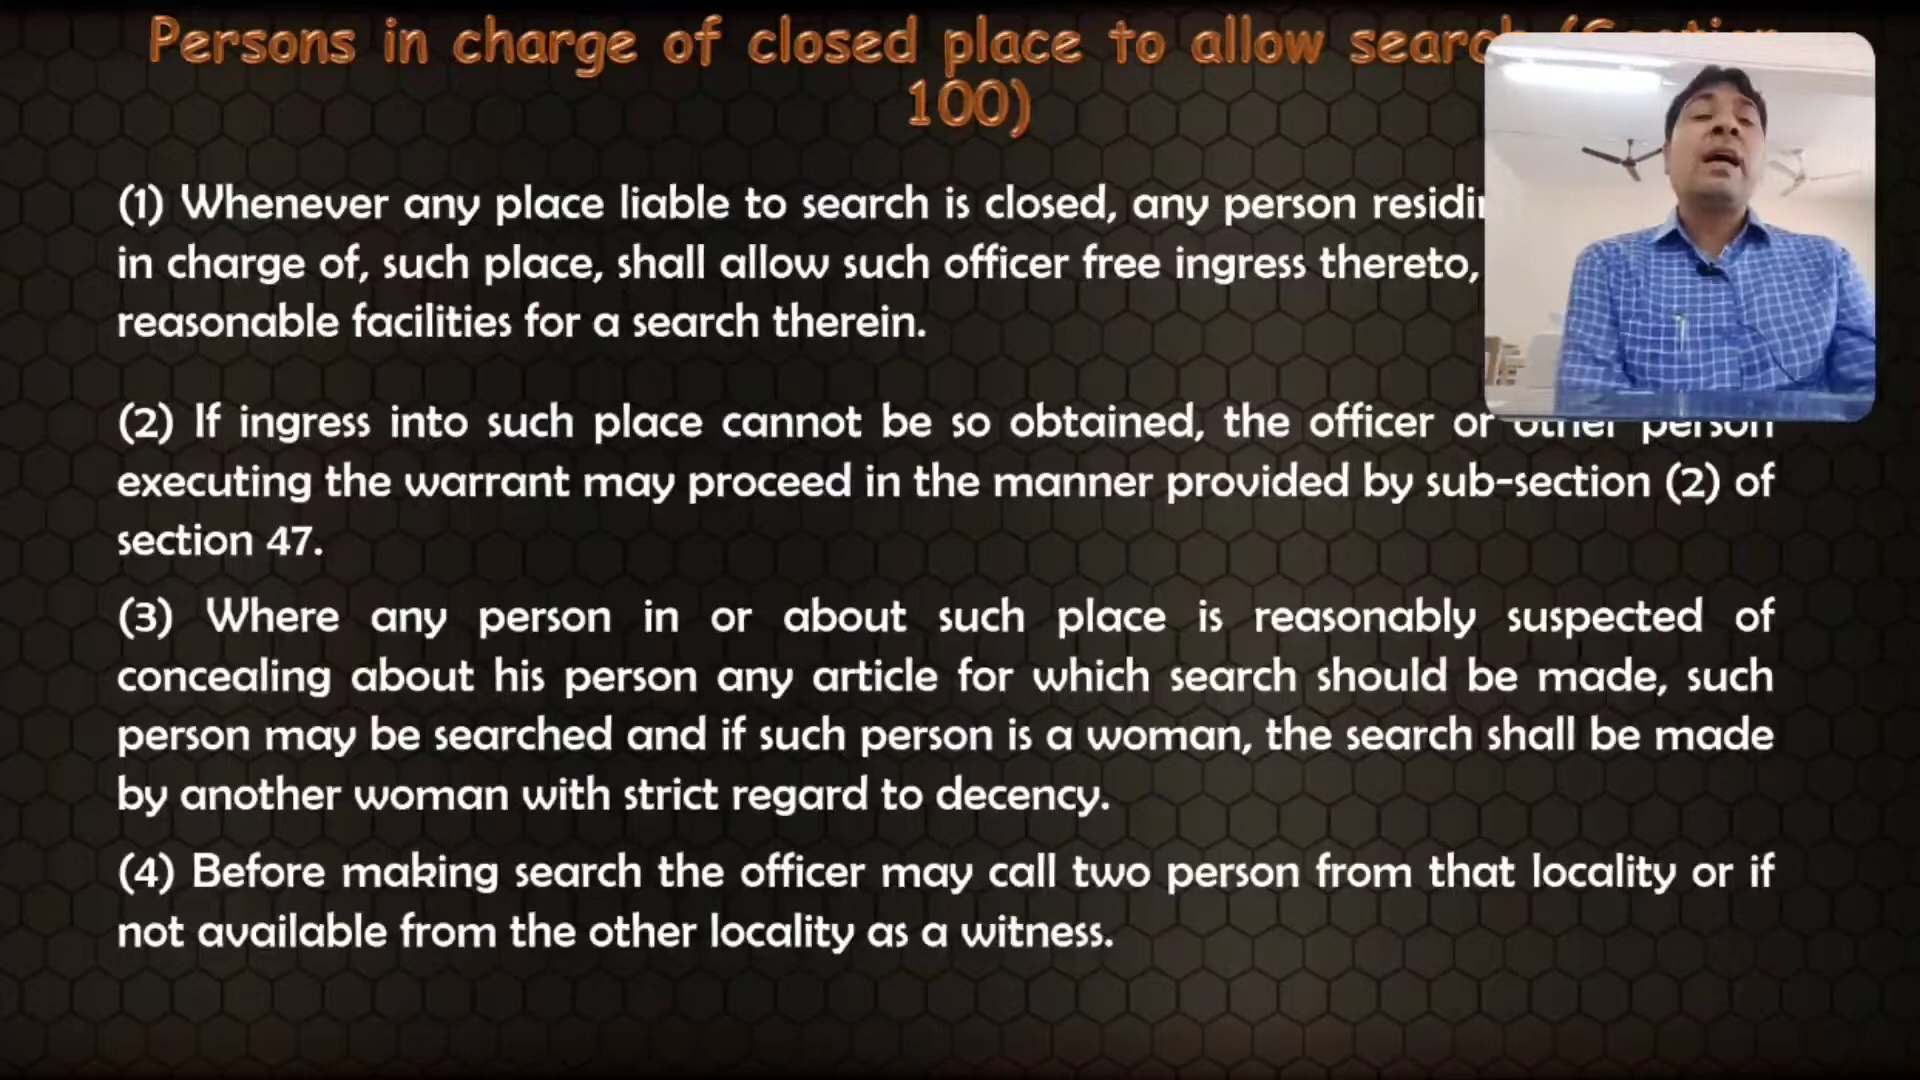 Persons in charge of closed place to allow search
100)
(1) Whenever any place liable to search is closed, any person
in charge of, such place, shall allow such officer free ingress thereto,
reasonable facilities for a search therein.
(2) If ingress into such place cannot be so obtained, the officer or other person
executing the warrant may proceed in the manner provided by sub-section (2) of
section 47.
(3) Where any person in or about such place is reasonably suspected of
concealing about his person any article for which search should be made, such
person may be searched and if such person is a woman, the search shall be made
by another woman with strict regard to decency.
(4) Before making search the officer may call two person from that locality or if
not available from the other locality as a witness.